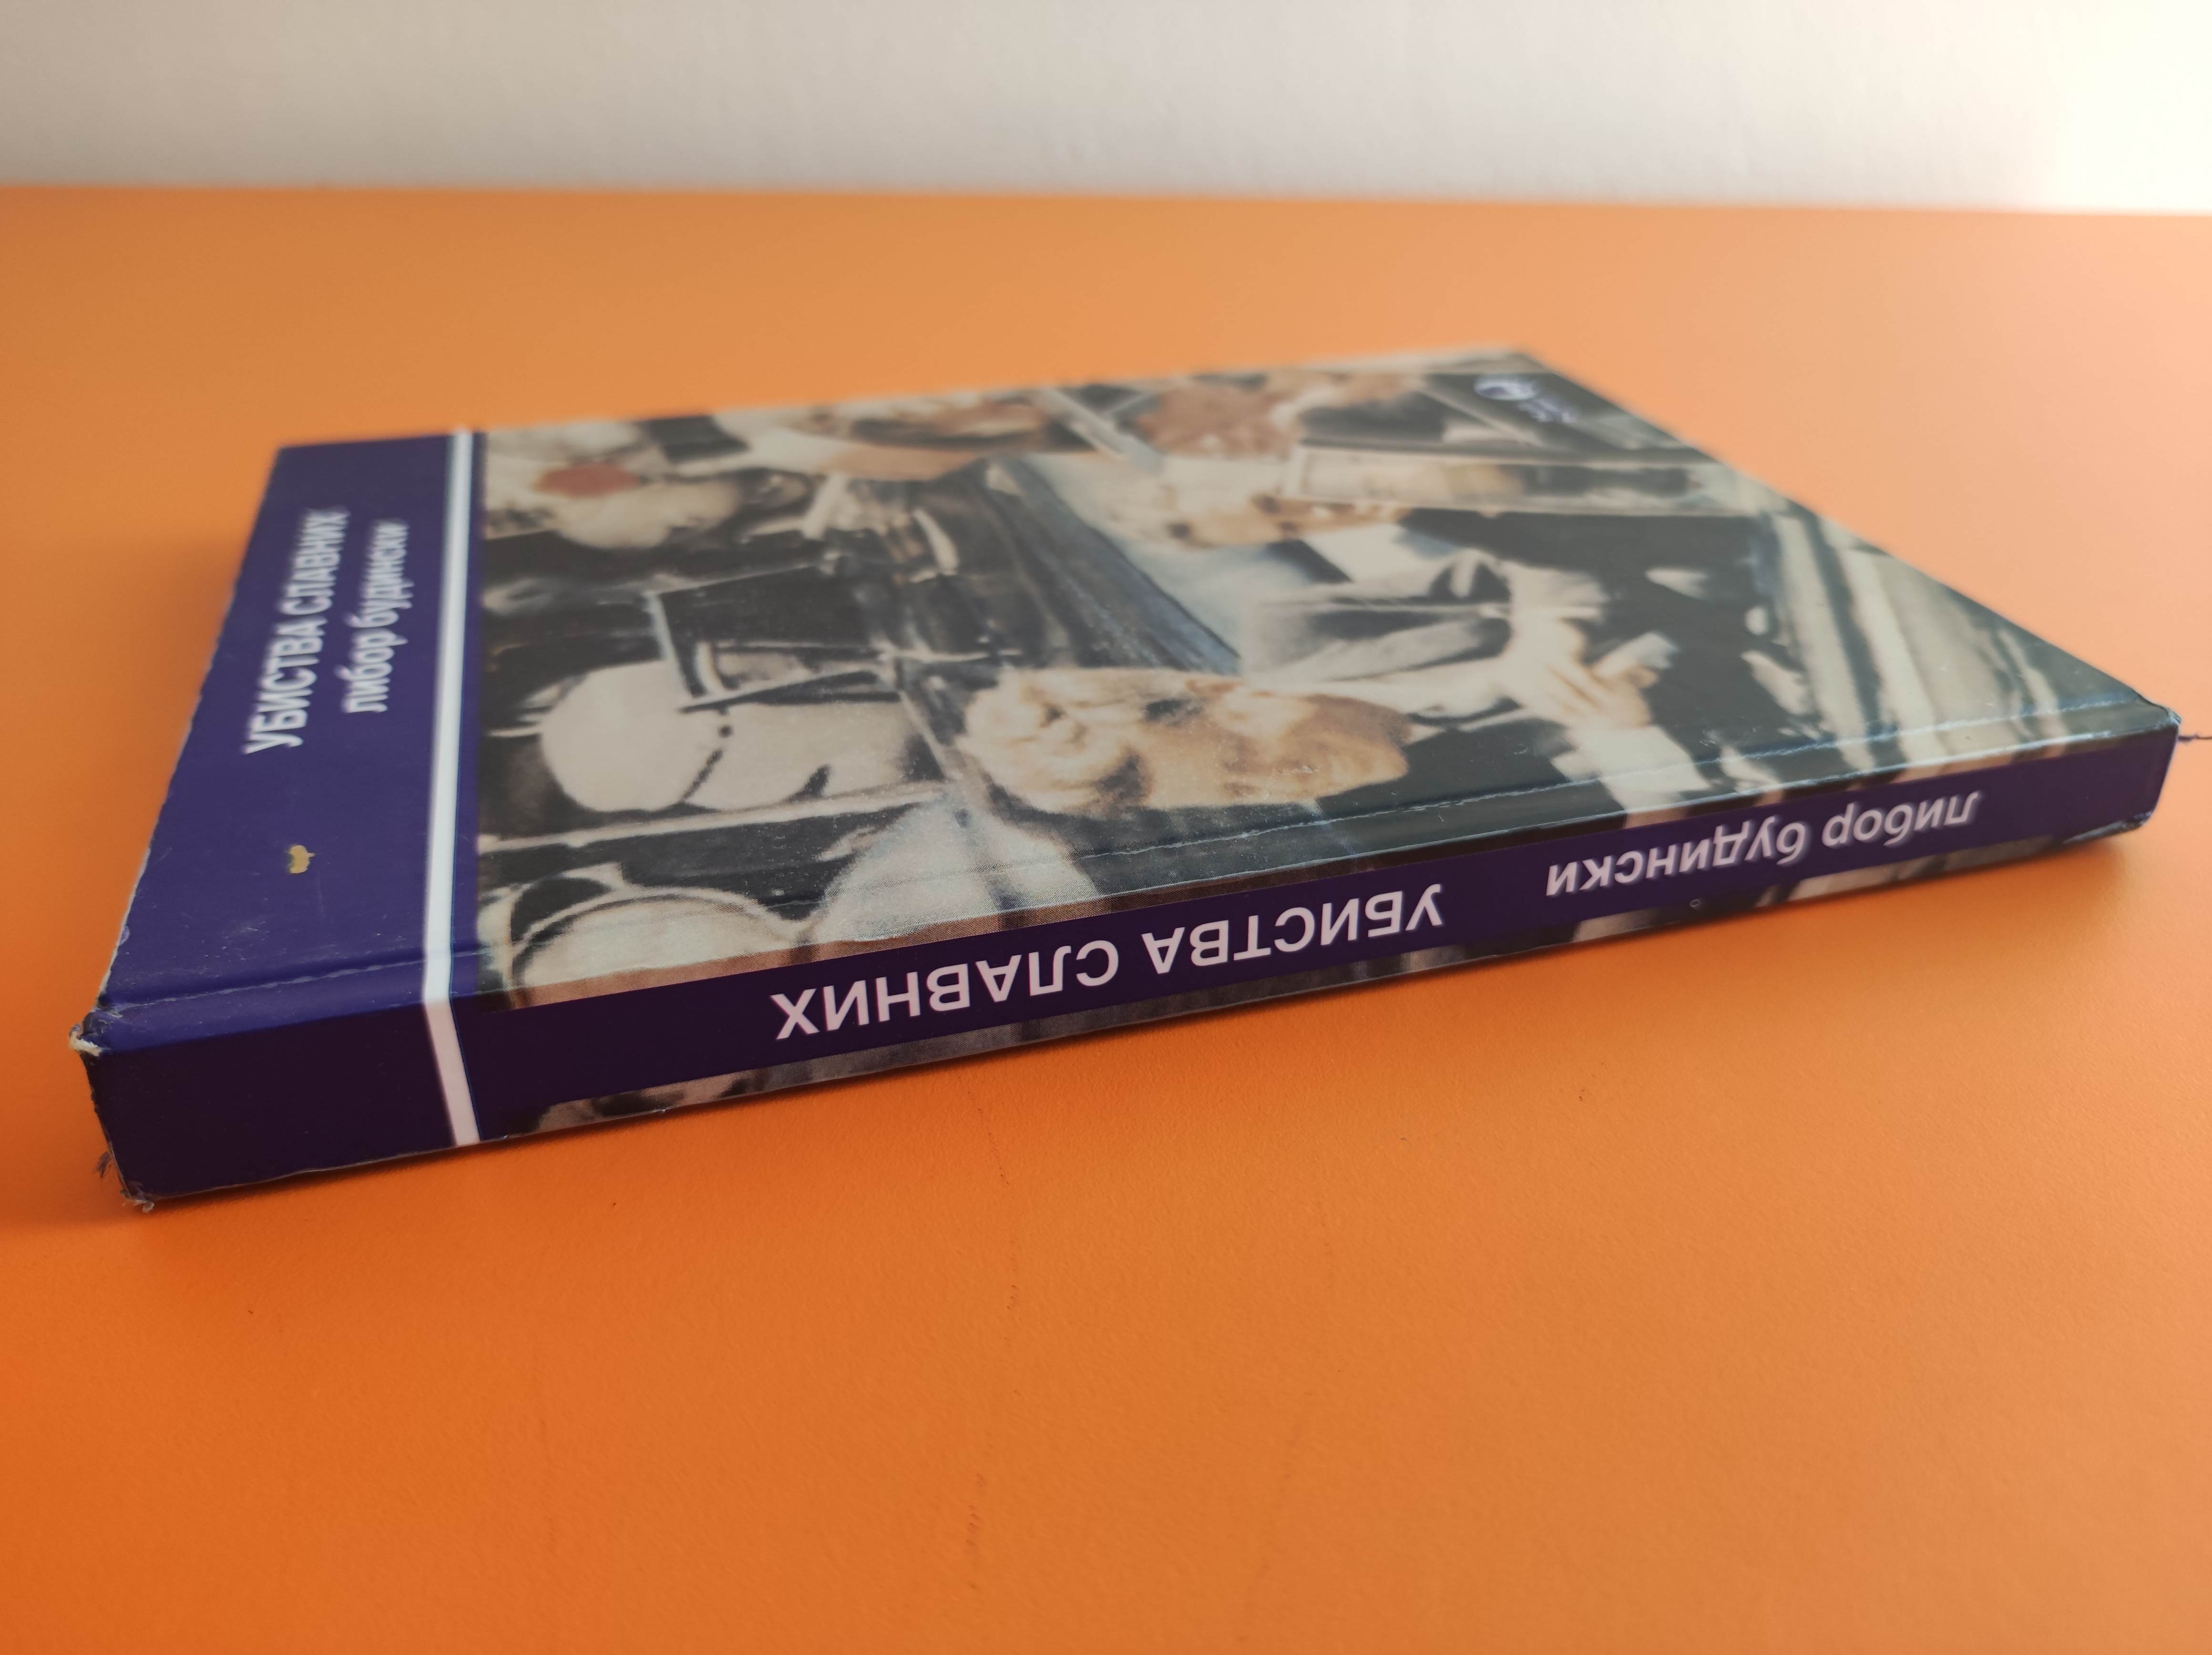 УБИСТВА СЛАВНИХ
либор будински
либор будински УБИСТВА СЛАВНИХ